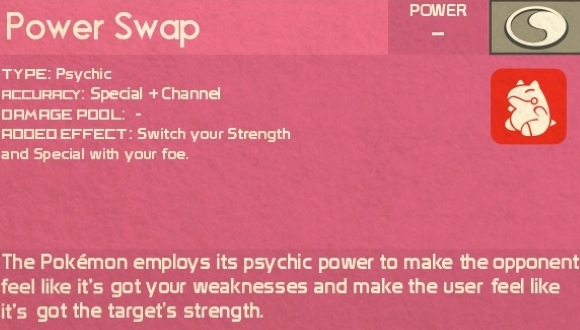 Power Swap
POWER
–
TYPE: Psychic
ACCURACY: Special + Channel
DAMAGE POOL: -
ADDED EFFECT: Switch your Strength
and Special with your foe.
The Pokémon employs its psychic power to make the opponent
feel like it's got your weaknesses and make the user feel like
it's got the target's strength.